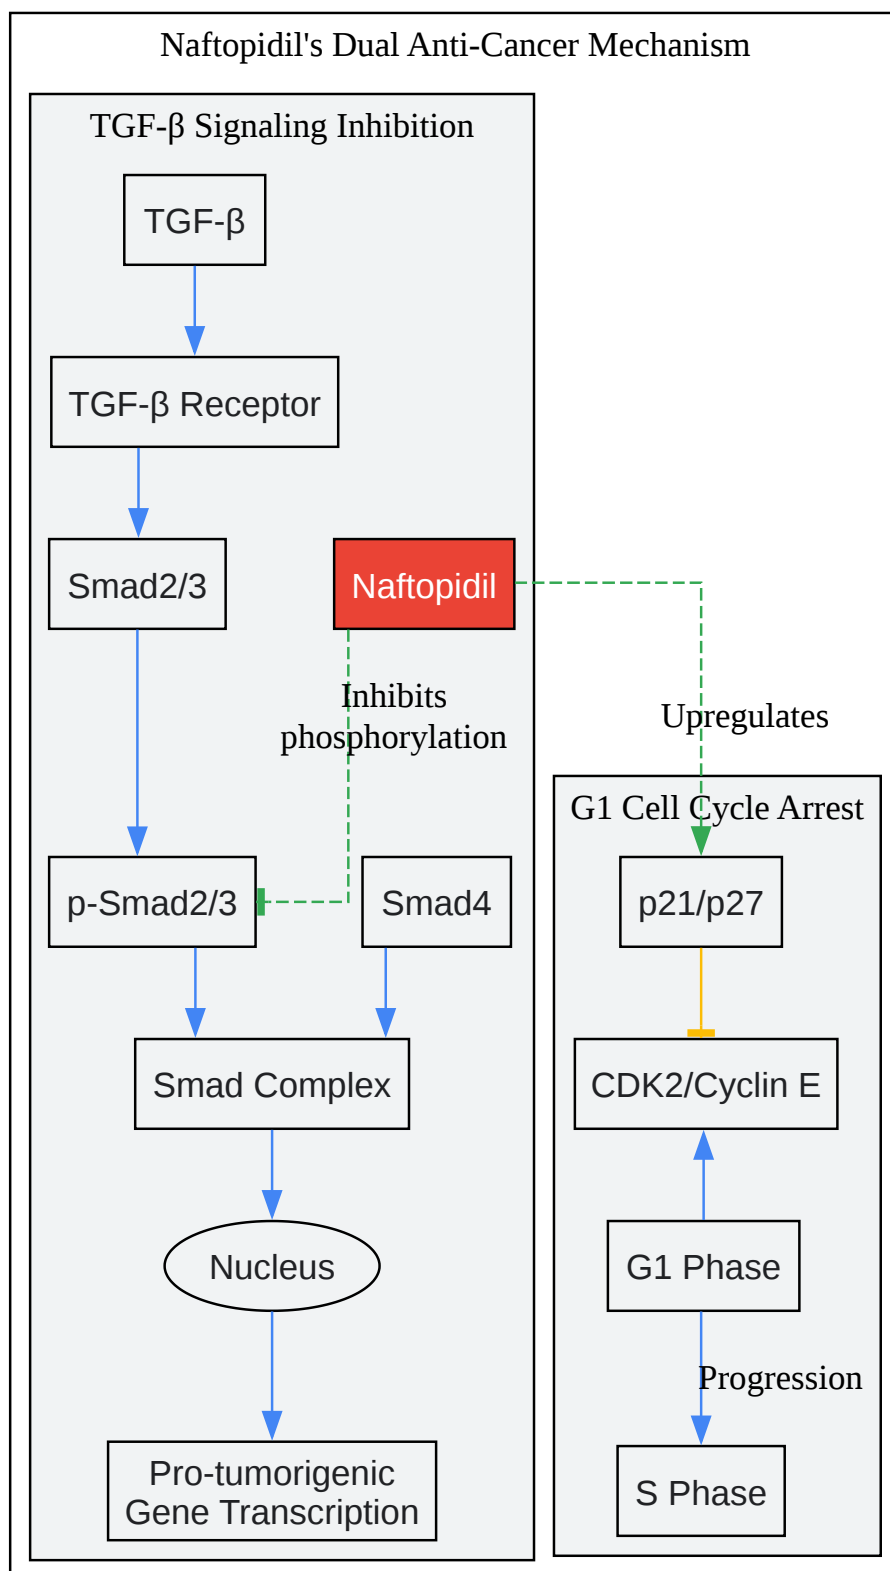 Naftopidil's Dual Anti-Cancer Mechanism
TGF-β Signaling Inhibition
TGF-β
TGF-β Receptor
Smad2/3
Naftopidil
Inhibits
phosphorylation
Upregulates
G1 Cell Cycle Arrest
p-Smad2/3
Smad4
p21/p27
Smad Complex
CDK2/Cyclin E
Nucleus
G1 Phase
Progression
Pro-tumorigenic
Gene Transcription
S Phase